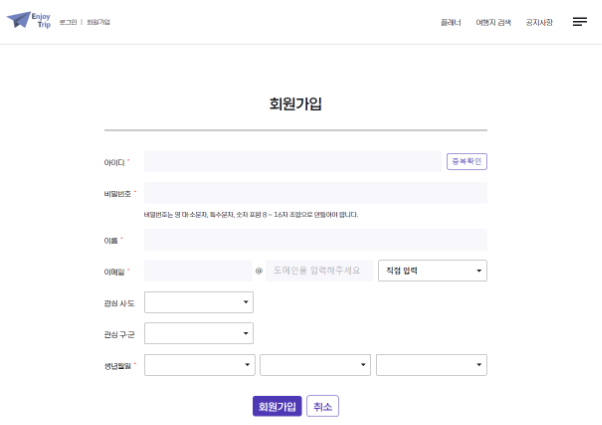 Enjoy
Trip
로그인 | 회원가입
플래너 여행지 검색 공지사항
회원가입
아이디 *
중복확인
비밀번호 *
비밀번호는 영 대·소문자, 특수문자, 숫자 포함 8 ~ 16자 조합으로 만들어야 합니다.
이름 *
이메일 * @ 도메인을 입력해주세요 직접 입력
관심 시·도
관심 구·군
생년월일 *
회원가입 취소